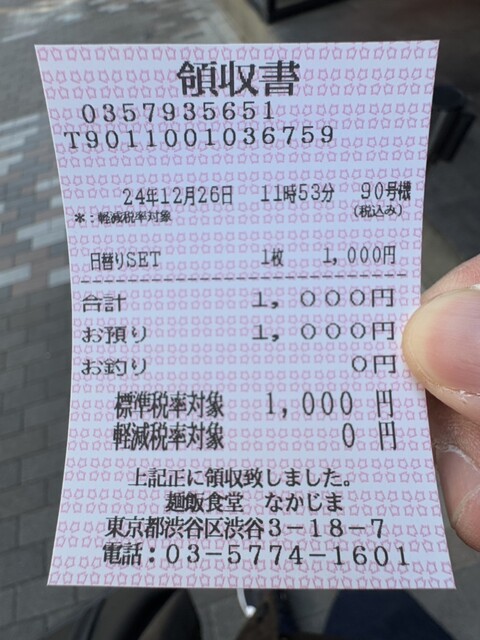 領収書
0357935651
T9011001036759
24年12月26日 11時53分 90号機
*：軽減税率対象 (税込み)
日替りSET 1枚 1,000円
合計 1,000円
お預り 1,000円
お釣り 0円
標準税率対象 1,000 円
軽減税率対象 0 円
上記正に領収致しました。
麺飯食堂 なかじま
東京都渋谷区渋谷3-18-7
電話：03-5774-1601